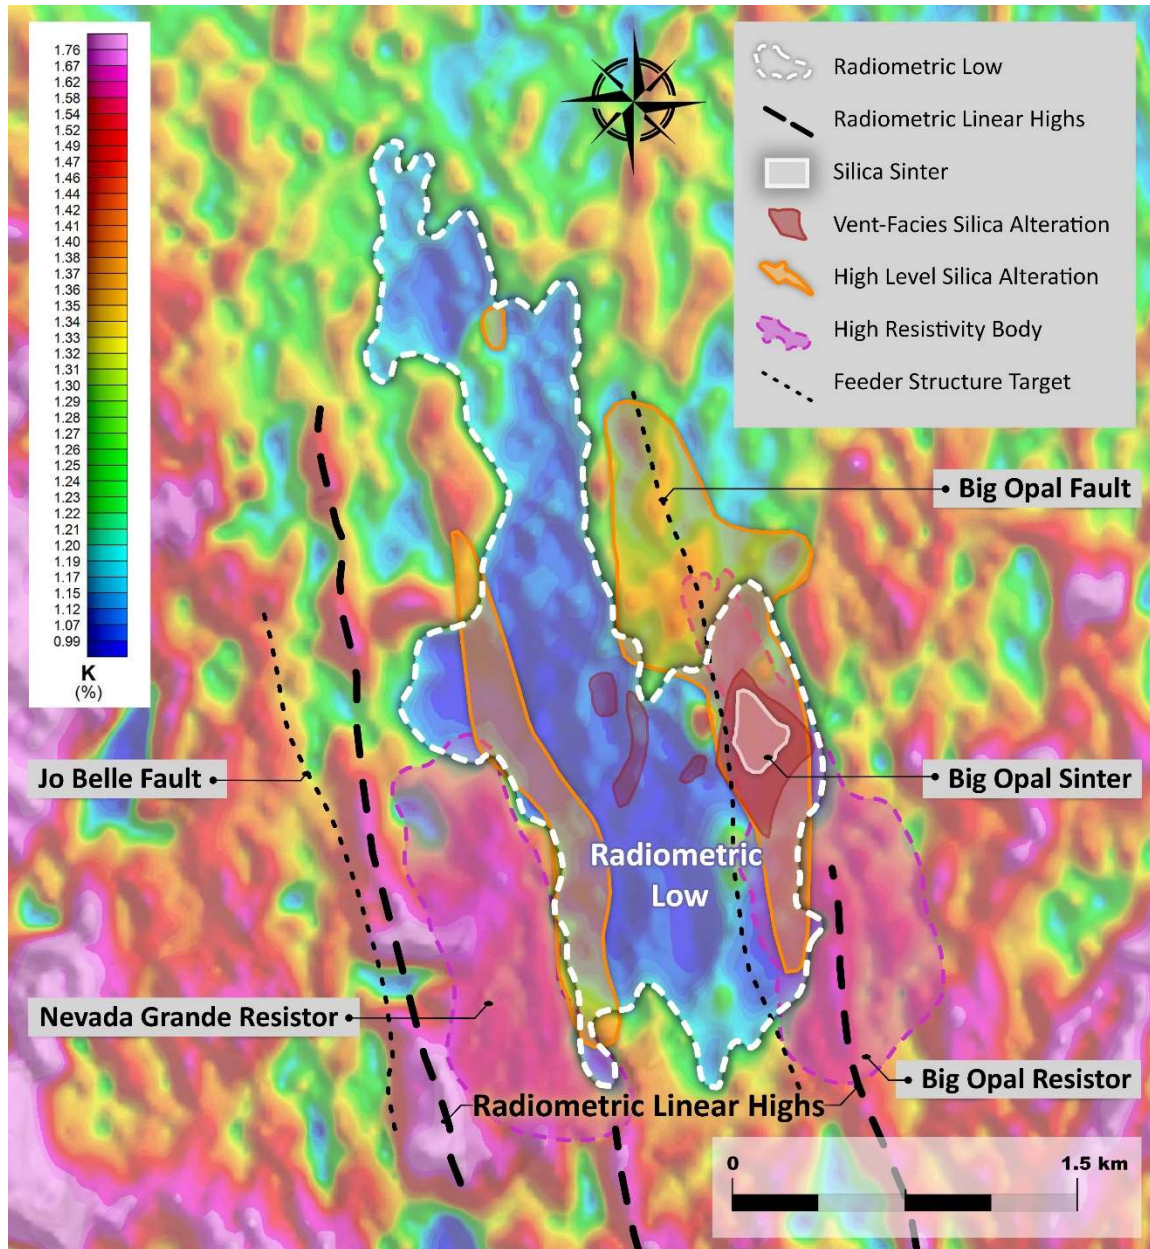 1.76
1.67
1.62
1.58
1.54
1.52
1.49
1.47
1.46
1.44
1.42
1.41
1.40
1.38
1.37
1.36
1.35
1.34
1.33
1.32
1.31
1.30
1.29
1.28
1.27
1.26
1.25
1.24
1.23
1.22
1.21
1.20
1.19
1.17
1.15
1.12
1.07
0.99
K
(%)
Radiometric Low
Radiometric Linear Highs
Silica Sinter
Vent-Facies Silica Alteration
High Level Silica Alteration
High Resistivity Body
Feeder Structure Target
Big Opal Fault
Jo Belle Fault
Big Opal Sinter
Radiometric
Low
Nevada Grande Resistor
Big Opal Resistor
Radiometric Linear Highs
0
1.5 km